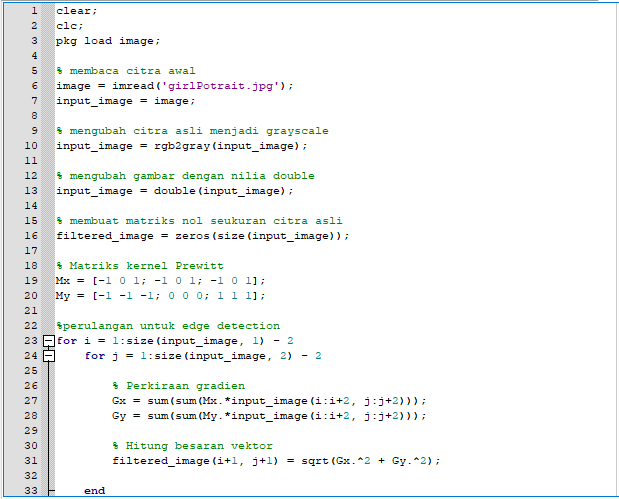 1 clear;
2 clc;
3 pkg load image;
4
5 % membaca citra awal
6 image = imread('girlPotrait.jpg');
7 input_image = image;
8
9 % mengubah citra asli menjadi grayscale
10 input_image = rgb2gray(input_image);
11
12 % mengubah gambar dengan nilia double
13 input_image = double(input_image);
14
15 % membuat matriks nol seukuran citra asli
16 filtered_image = zeros(size(input_image));
17
18 % Matriks kernel Prewitt
19 Mx = [-1 0 1; -1 0 1; -1 0 1];
20 My = [-1 -1 -1; 0 0 0; 1 1 1];
21
22 %perulangan untuk edge detection
23 for i = 1:size(input_image, 1) - 2
24 for j = 1:size(input_image, 2) - 2
25
26 % Perkiraan gradien
27 Gx = sum(sum(Mx.*input_image(i:i+2, j:j+2)));
28 Gy = sum(sum(My.*input_image(i:i+2, j:j+2)));
29
30 % Hitung besaran vektor
31 filtered_image(i+1, j+1) = sqrt(Gx.^2 + Gy.^2);
32
33 end